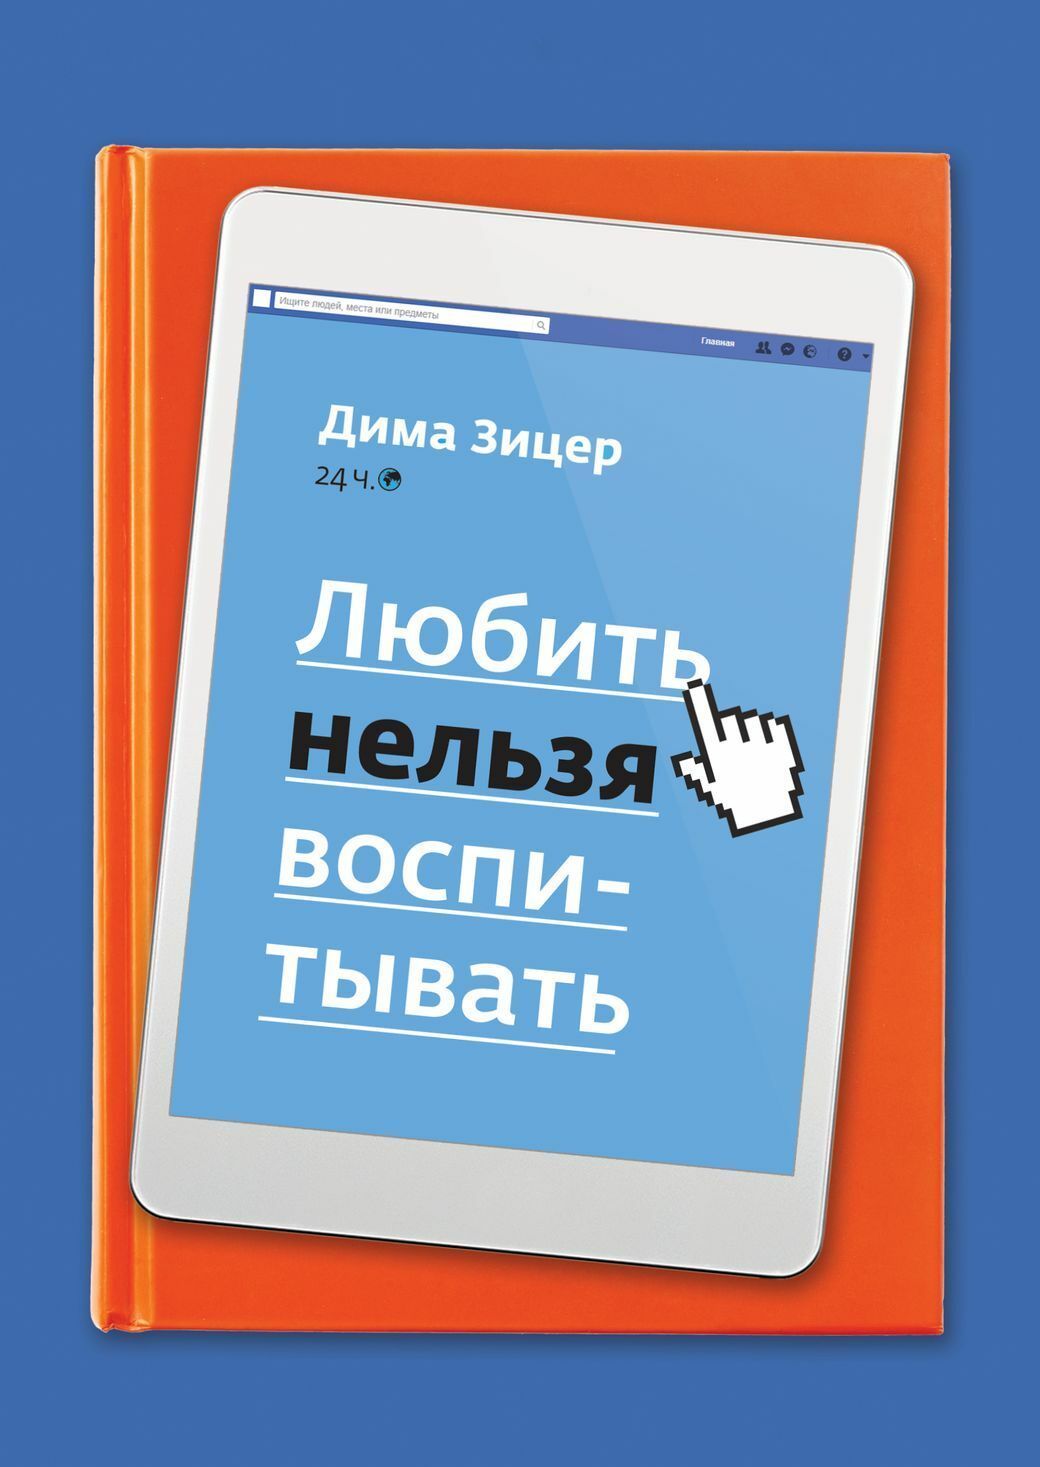 Ищите людей, места или предметы
Главная
Дима Зицер
24 ч.
Любить
нельзя
воспи-
тывать